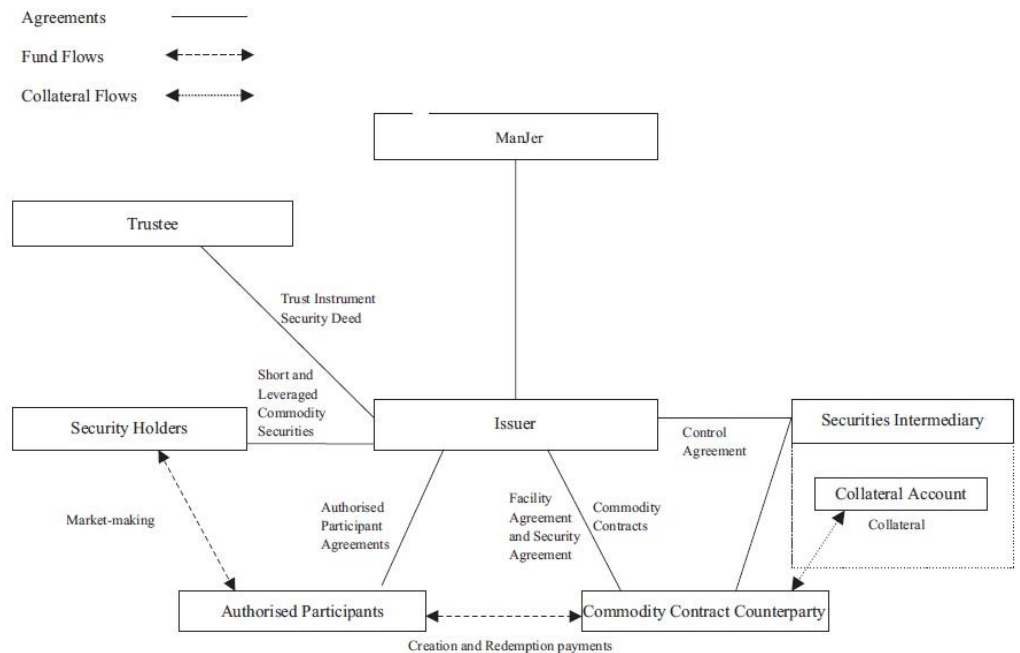 Agreements
Fund Flows
Collateral Flows
ManJer
Trustee
Trust Instrument
Security Deed
Short and
Leveraged
Commodity
Securities
Security Holders
Issuer
Securities Intermediary
Control
Agreement
Collateral Account
Collateral
Market-making
Authorised
Participant
Agreements
Facility
Agreement
and Security
Agreement
Commodity
Contracts
Authorised Participants
Commodity Contract Counterparty
Creation and Redemption payments